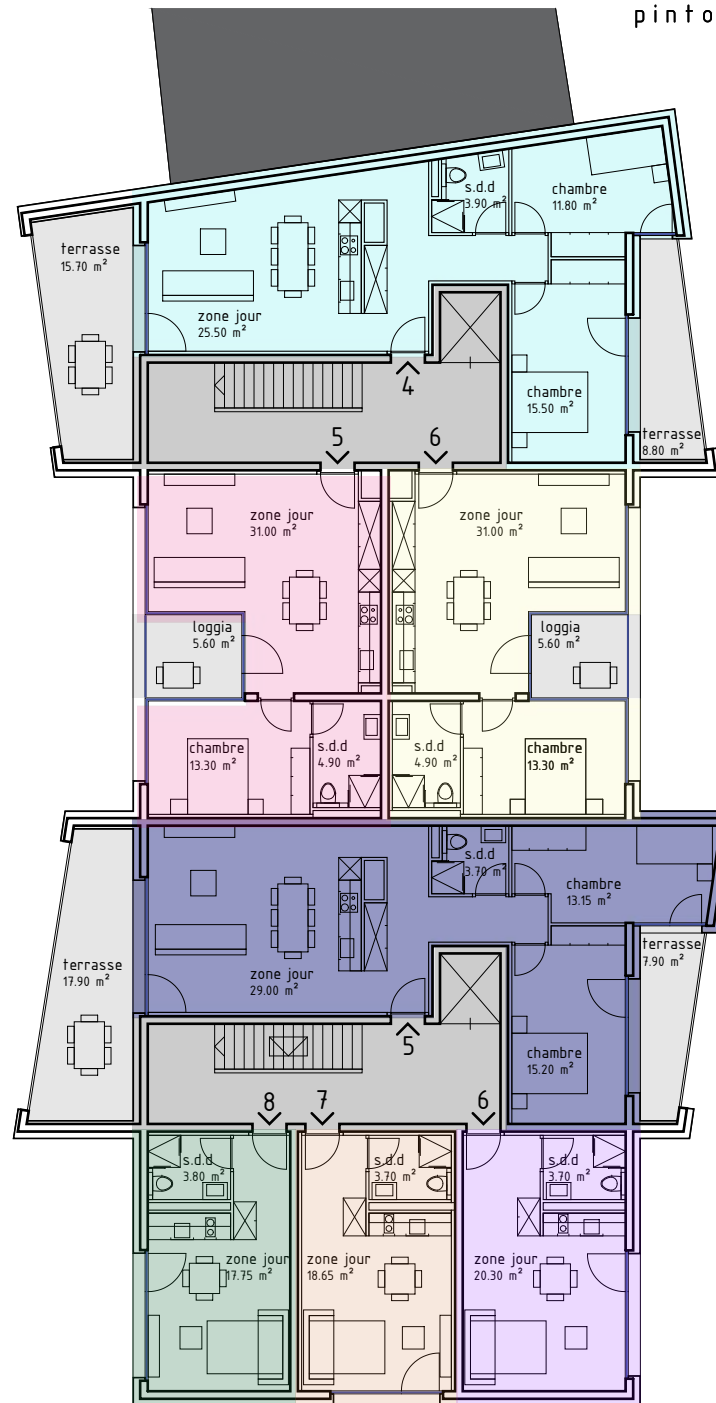 pinto
s.d.d
3.90 m²
chambre
11.80 m²
terrasse
15.70 m²
zone jour
25.50 m²
4
chambre
15.50 m²
terrasse
8.80 m²
5
6
zone jour
31.00 m²
zone jour
31.00 m²
loggia
5.60 m²
loggia
5.60 m²
chambre
13.30 m²
s.d.d
4.90 m²
s.d.d
4.90 m²
chambre
13.30 m²
s.d.d
3.70 m²
chambre
13.15 m²
terrasse
17.90 m²
zone jour
29.00 m²
terrasse
7.90 m²
5
chambre
15.20 m²
8
7
6
s.d.d
3.80 m²
s.d.d
3.70 m²
s.d.d
3.70 m²
zone jour
17.75 m²
zone jour
18.65 m²
zone jour
20.30 m²